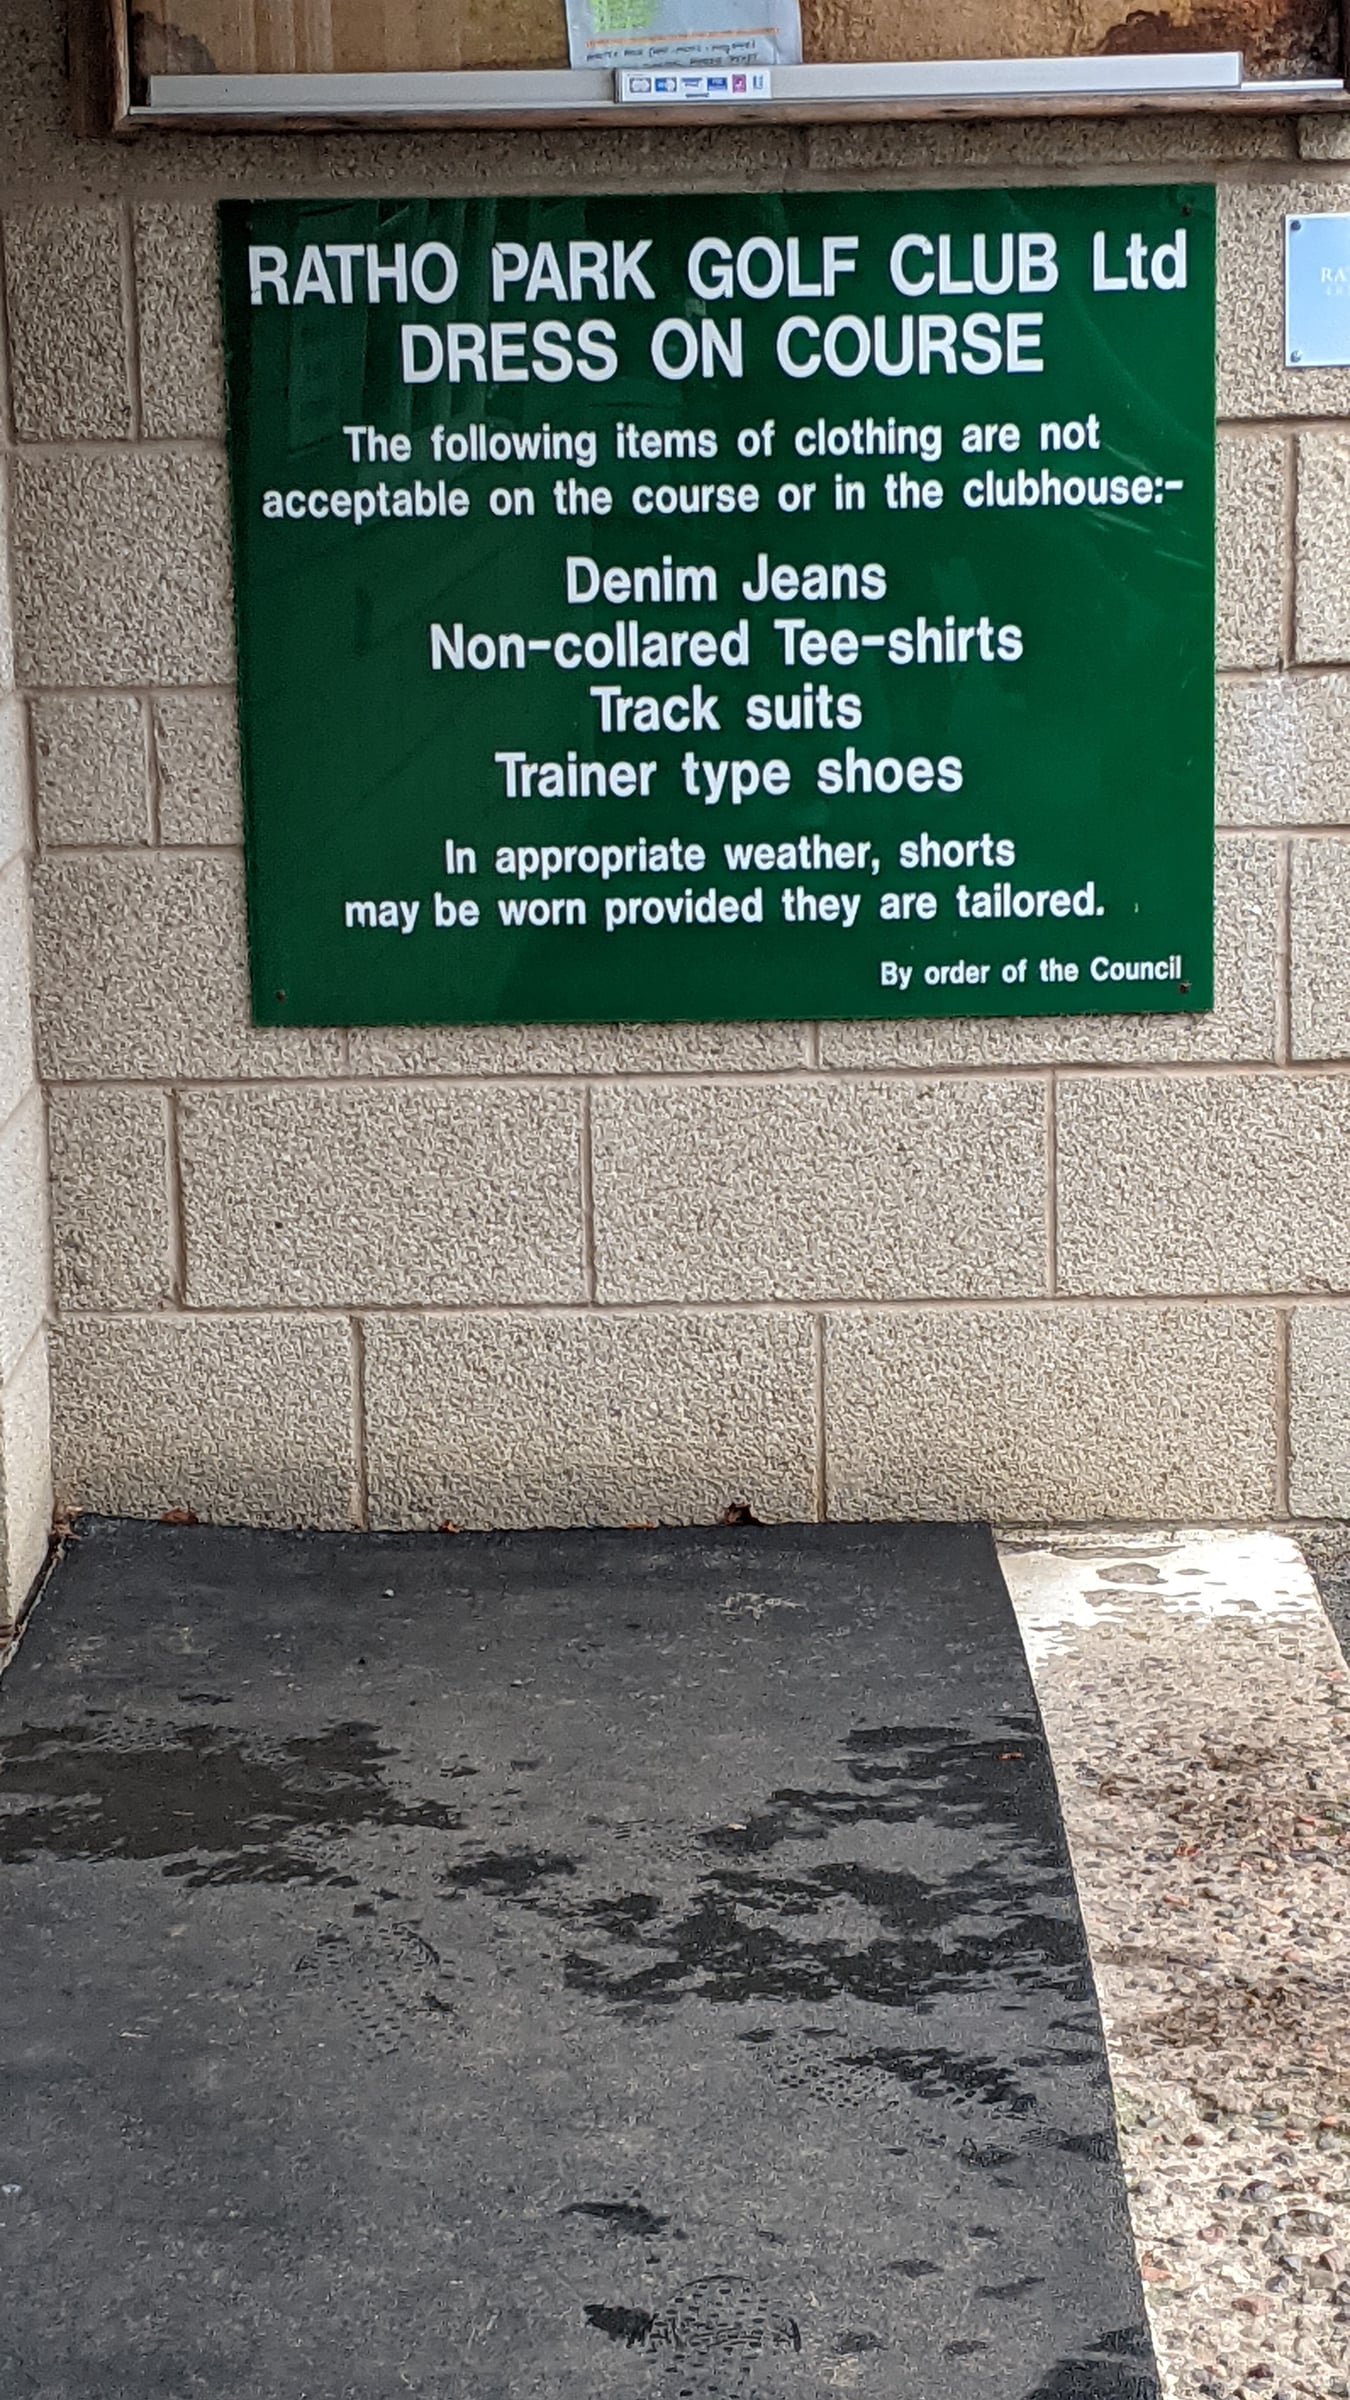 RATHO PARK GOLF CLUB Ltd
DRESS ON COURSE
The following items of clothing are not
acceptable on the course or in the clubhouse:-
Denim Jeans
Non-collared Tee-shirts
Track suits
Trainer type shoes
In appropriate weather, shorts
may be worn provided they are tailored.
By order of the Council